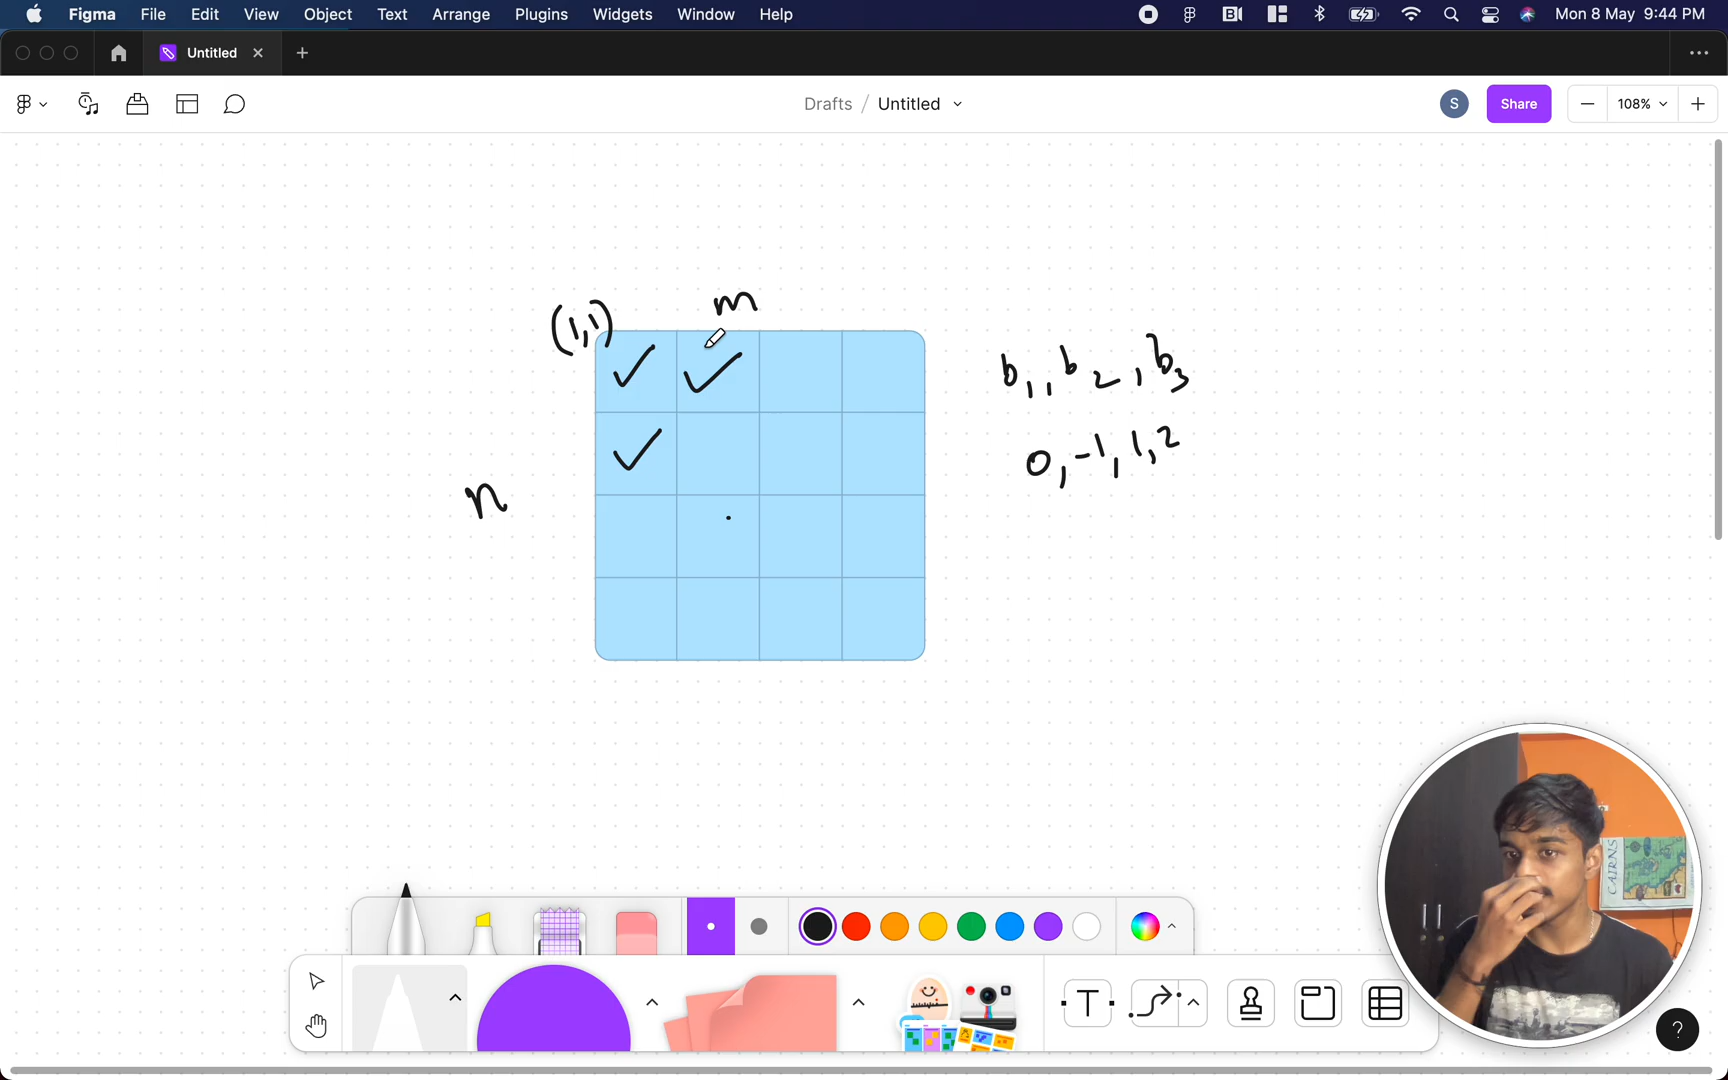 Figma File Edit View Object Text Arrange Plugins Widgets Window Help Mon 8 May 9:44 PM
Untitled
Drafts / Untitled
S
Share
108%
(1,1)
m
n
b1, b2, b3
0, -1, 1, 2
CAIRNS
T
?